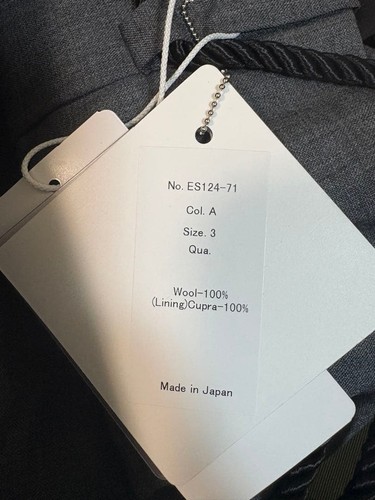 No. ES124-71
Col. A
Size. 3
Qua.
Wool-100%
(Lining)Cupra-100%
Made in Japan